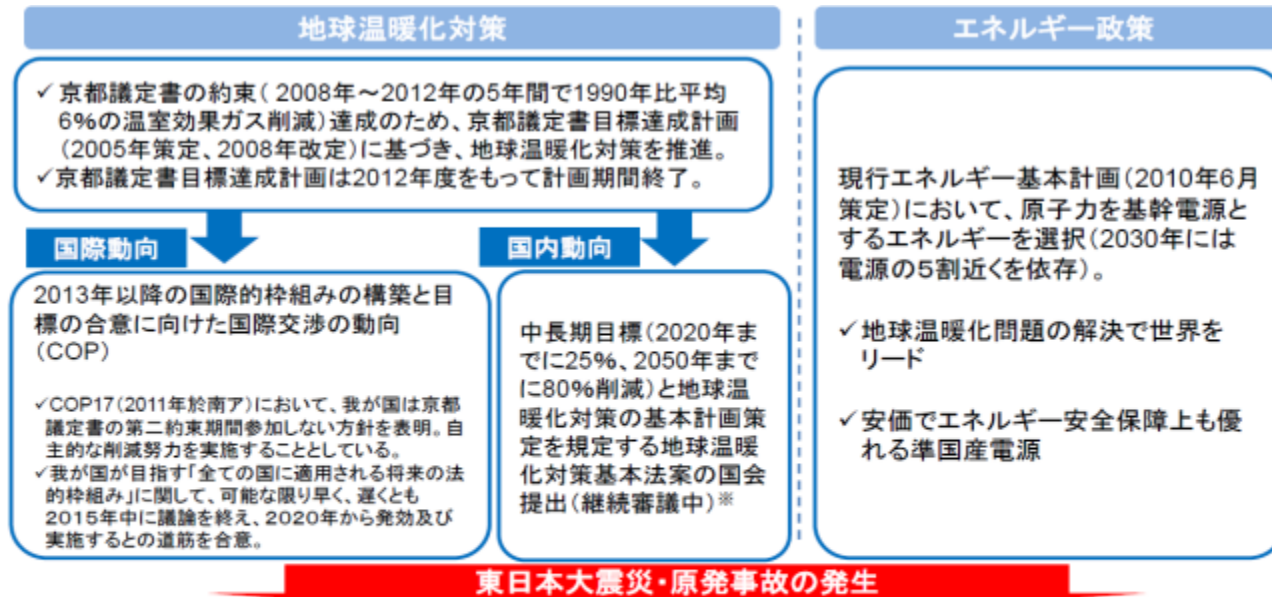 地球温暖化対策
✓京都議定書の約束( 2008年～2012年の5年間で1990年比平均
6%の温室効果ガス削減)達成のため、京都議定書目標達成計画
(2005年策定、2008年改定)に基づき、地球温暖化対策を推進。
✓京都議定書目標達成計画は2012年度をもって計画期間終了。
国際動向
2013年以降の国際的枠組みの構築と目
標の合意に向けた国際交渉の動向
(COP)
✓COP17(2011年於南ア)において、我が国は京都
議定書の第二約束期間参加しない方針を表明。自
主的な削減努力を実施することとしている。
✓我が国が目指す「全ての国に適用される将来の法
的枠組み」に関して、可能な限り早く、遅くとも
2015年中に議論を終え、2020年から発効及び
実施するとの道筋を合意。
国内動向
中長期目標(2020年ま
でに25%、2050年まで
に80%削減)と地球温
暖化対策の基本計画策
定を規定する地球温暖
化対策基本法案の国会
提出(継続審議中)※
エネルギー政策
現行エネルギー基本計画(2010年6月
策定)において、原子力を基幹電源と
するエネルギーを選択(2030年には
電源の5割近くを依存)。
✓地球温暖化問題の解決で世界を
リード
✓安価でエネルギー安全保障上も優
れる準国産電源
東日本大震災・原発事故の発生